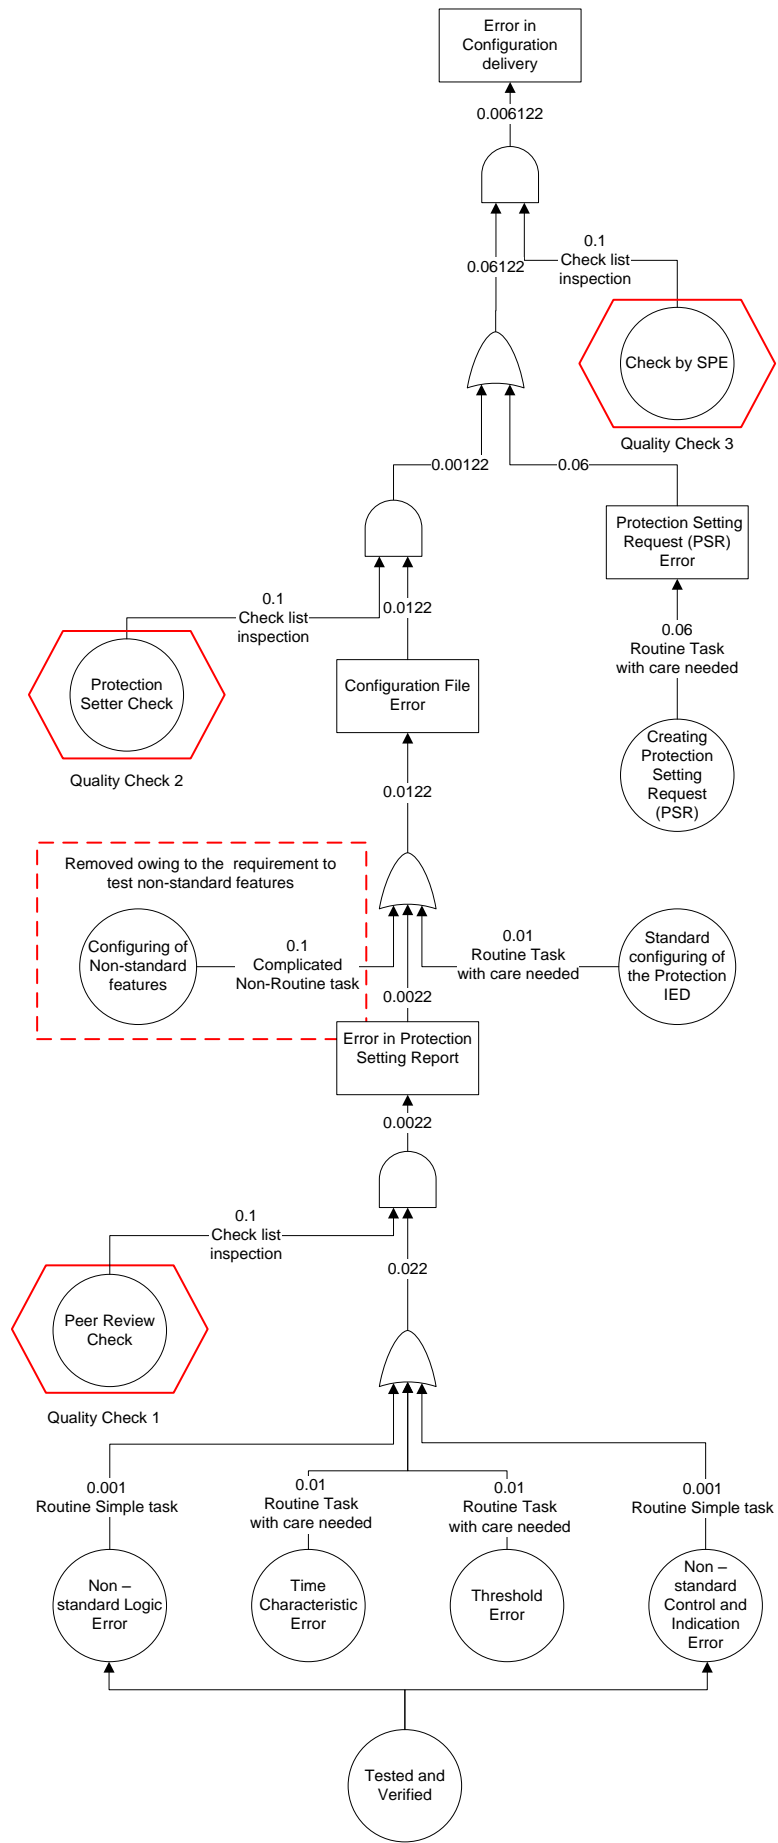 Error in
Configuration
delivery
0.006122
0.1
Check list
inspection
0.06122
Check by SPE
Quality Check 3
0.00122
0.06
Protection Setting
Request (PSR)
Error
0.1
Check list
inspection
0.0122
0.06
Routine Task
with care needed
Protection
Setter Check
Configuration File
Error
Quality Check 2
Creating
Protection
Setting
Request
(PSR)
0.0122
Removed owing to the requirement to
test non-standard features
Configuring of
Non-standard
features
0.1
Complicated
Non-Routine task
0.01
Routine Task
with care needed
Standard
configuring of
the Protection
IED
0.0022
Error in Protection
Setting Report
0.0022
0.1
Check list
inspection
0.022
Peer Review
Check
Quality Check 1
0.001
Routine Simple task
0.01
Routine Task
with care needed
0.01
Routine Task
with care needed
0.001
Routine Simple task
Non –
standard Logic
Error
Time
Characteristic
Error
Threshold
Error
Non –
standard
Control and
Indication
Error
Tested and
Verified